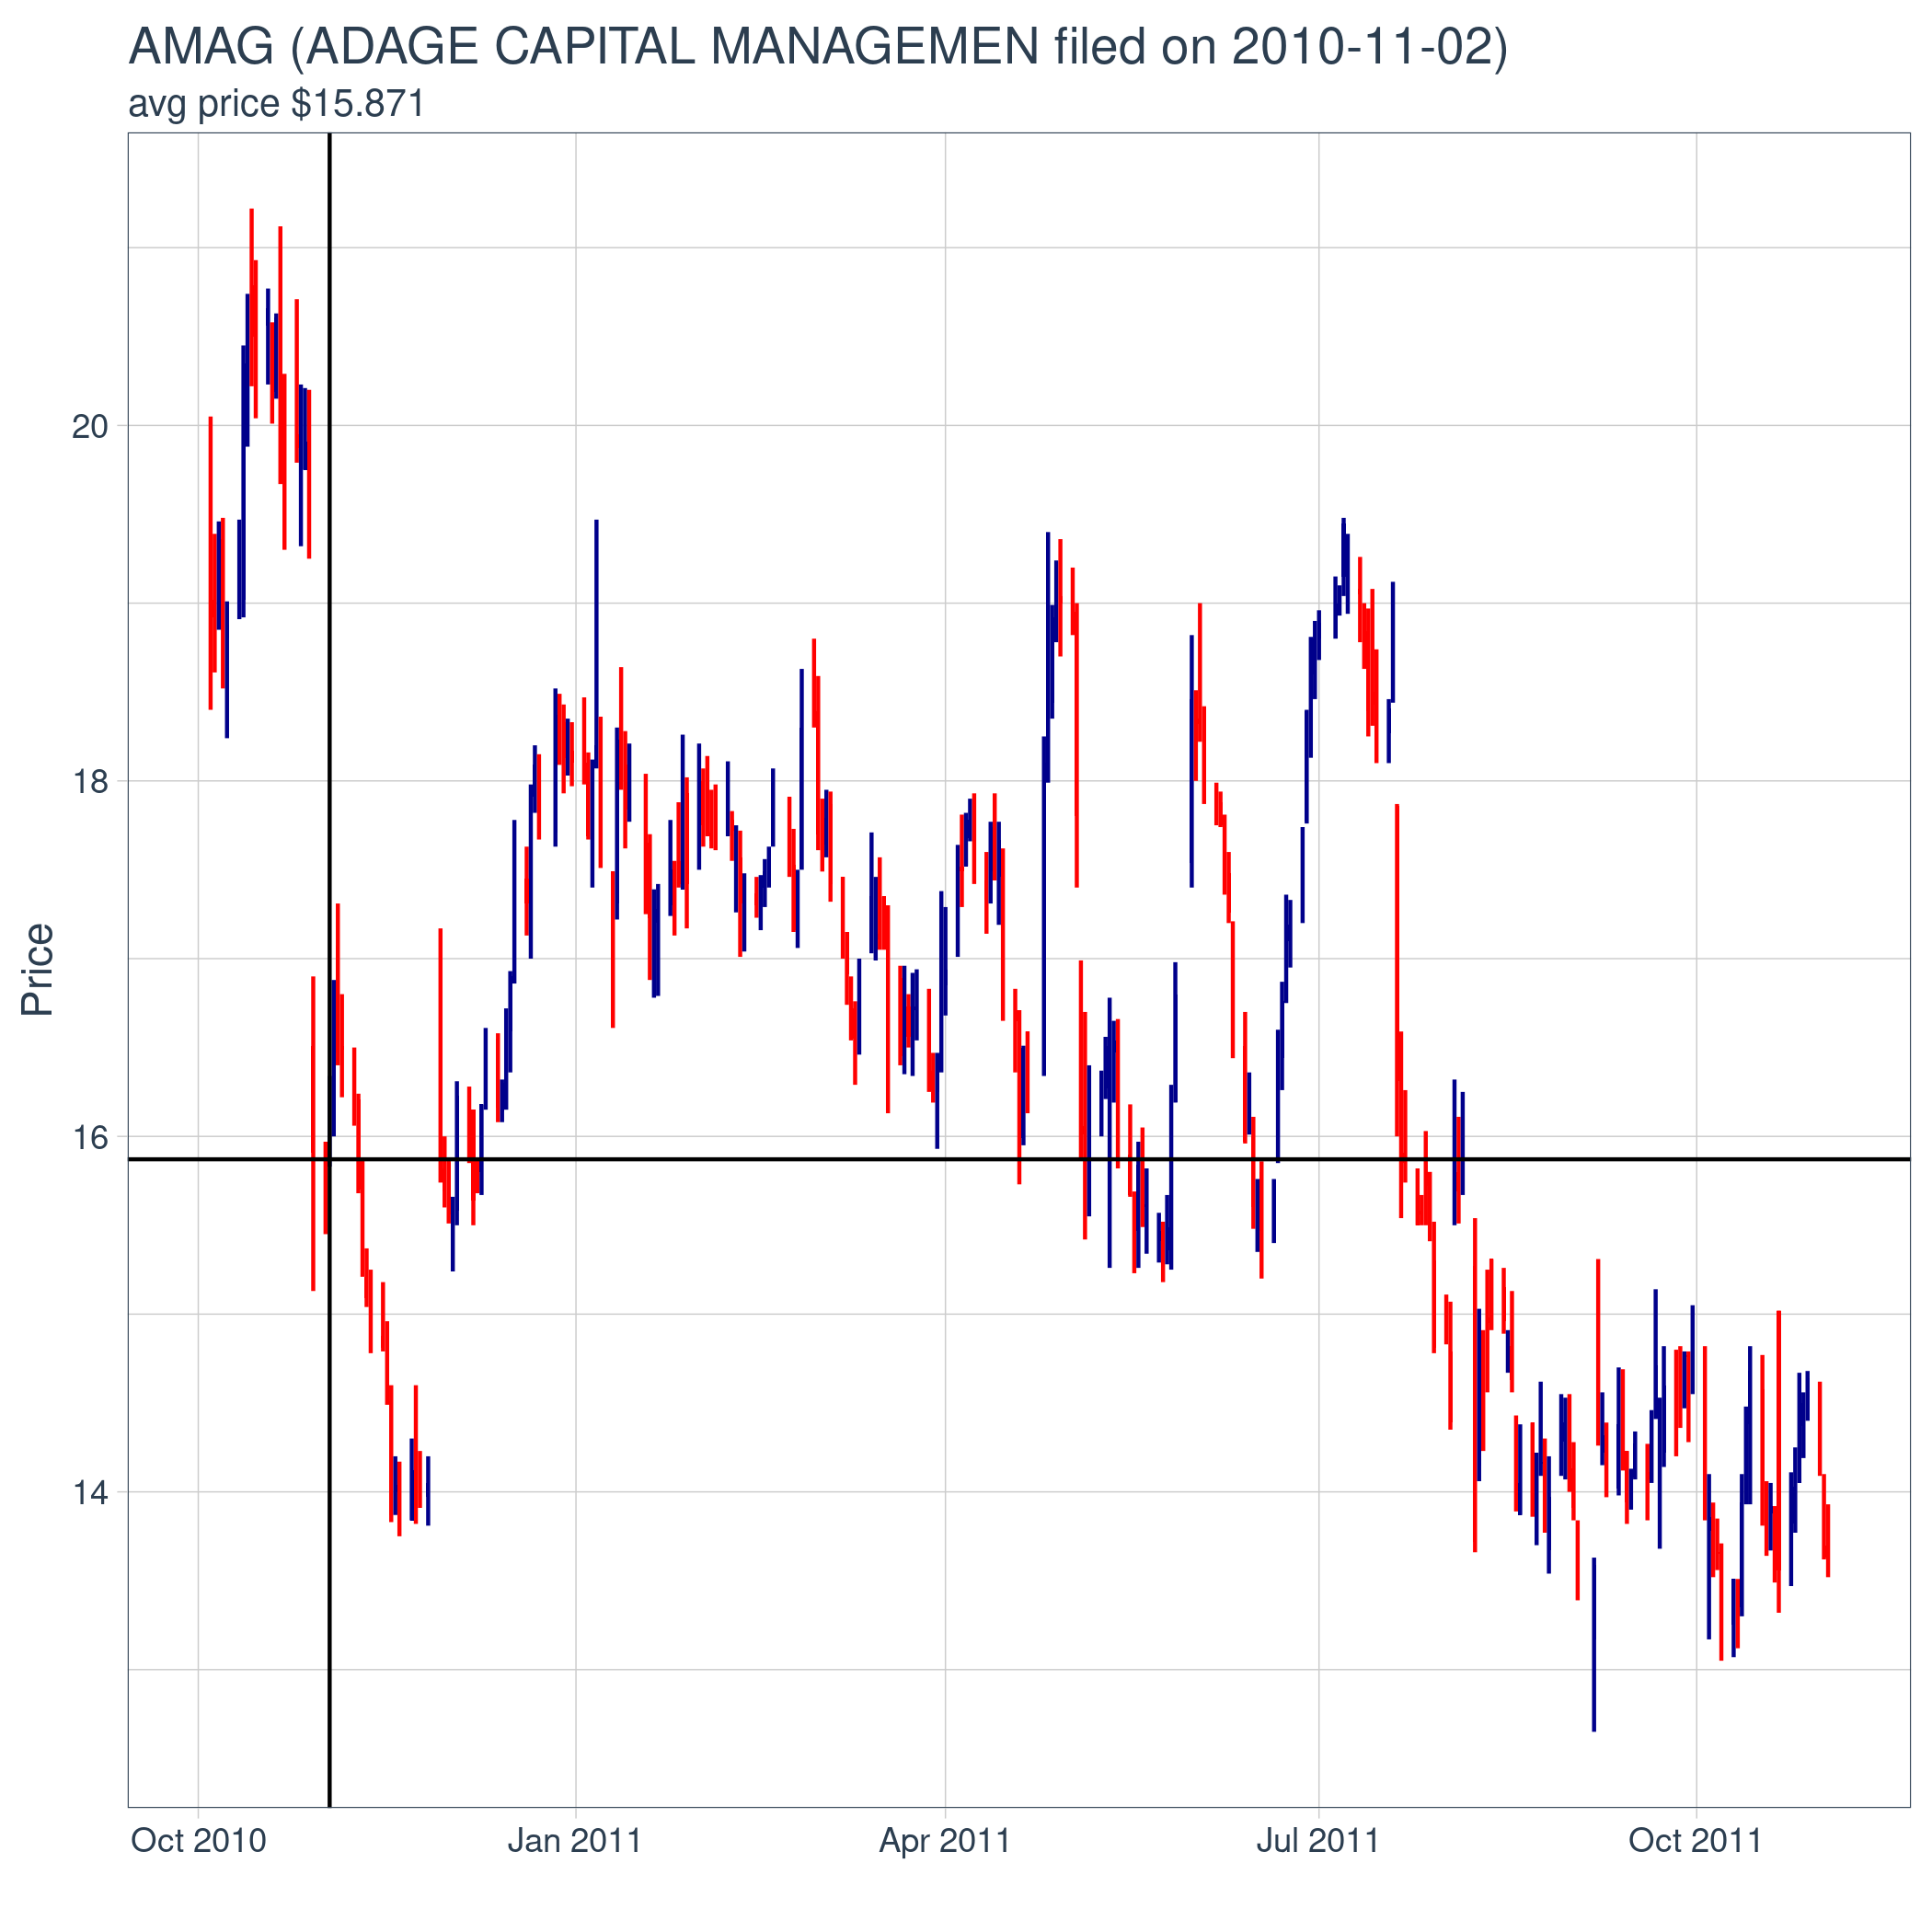 AMAG (ADAGE CAPITAL MANAGEMEN filed on 2010-11-02)
avg price $15.871
Price
20
18
16
14
Oct 2010
Jan 2011
Apr 2011
Jul 2011
Oct 2011